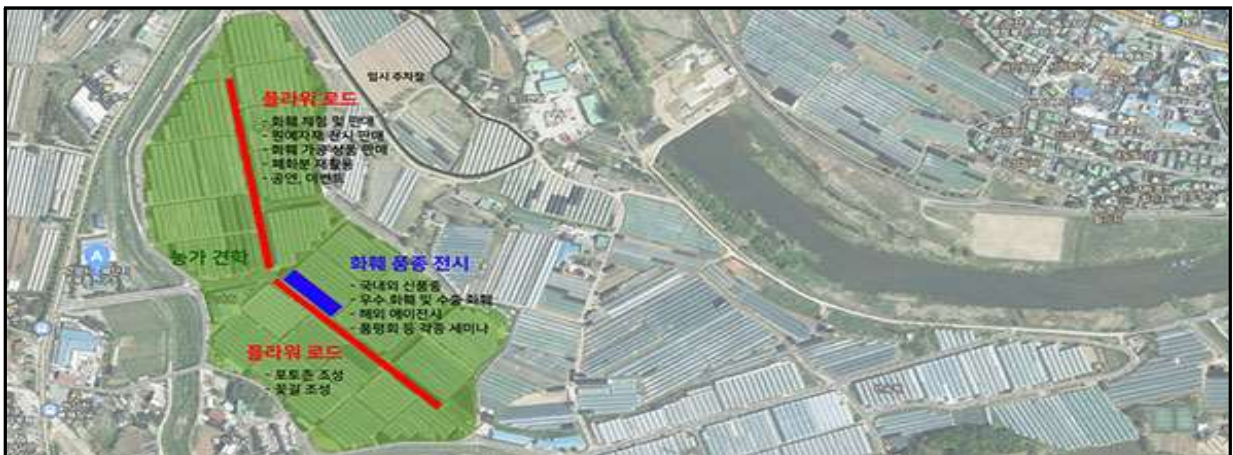 임시 주차장
플라워 로드
- 화훼 체험 및 판매
- 원예자재 전시 판매
- 화훼 가공 상품 판매
- 폐화분 재활용
- 공연, 이벤트
농가 견학
화훼 품종 전시
- 국내외 신품종
- 우수 화훼 및 수출 화훼
- 해외 에이전시
- 품평회 등 각종 세미나
플라워 로드
- 포토존 조성
- 꽃길 조성
A